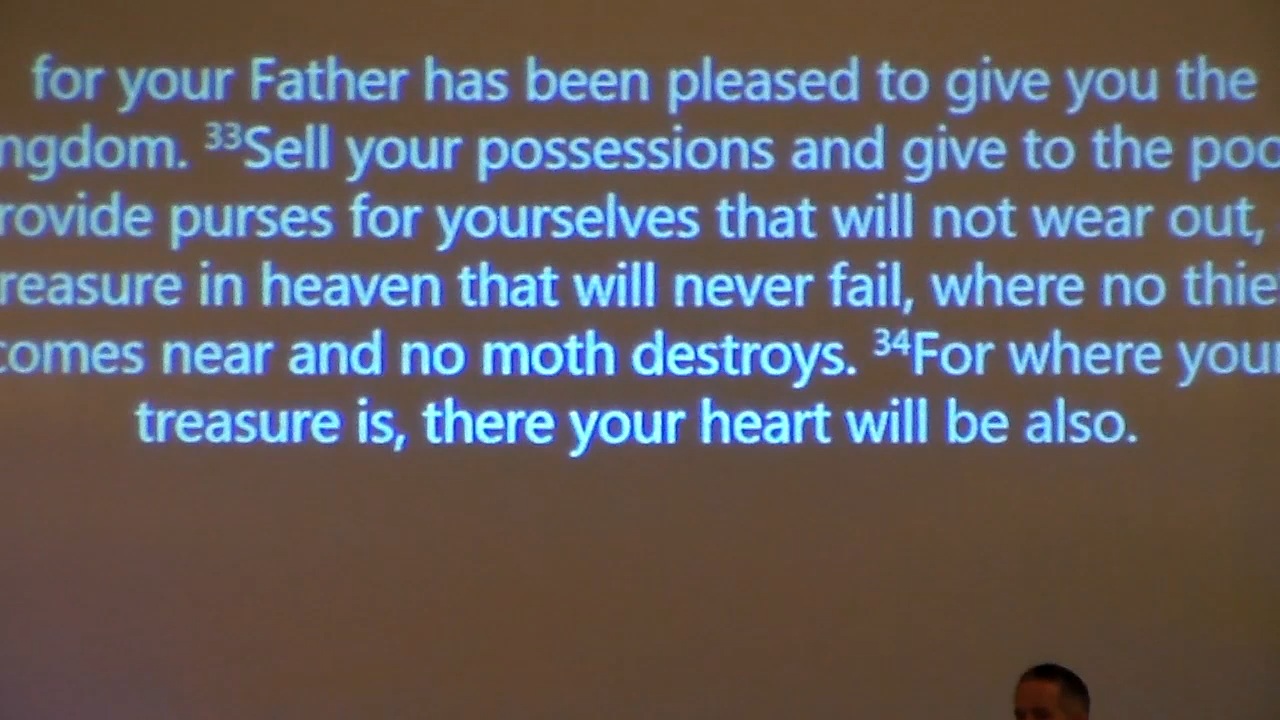 for your Father has been pleased to give you the
ngdom. ³³Sell your possessions and give to the poo
rovide purses for yourselves that will not wear out,
reasure in heaven that will never fail, where no thie
comes near and no moth destroys. ³⁴For where your
treasure is, there your heart will be also.